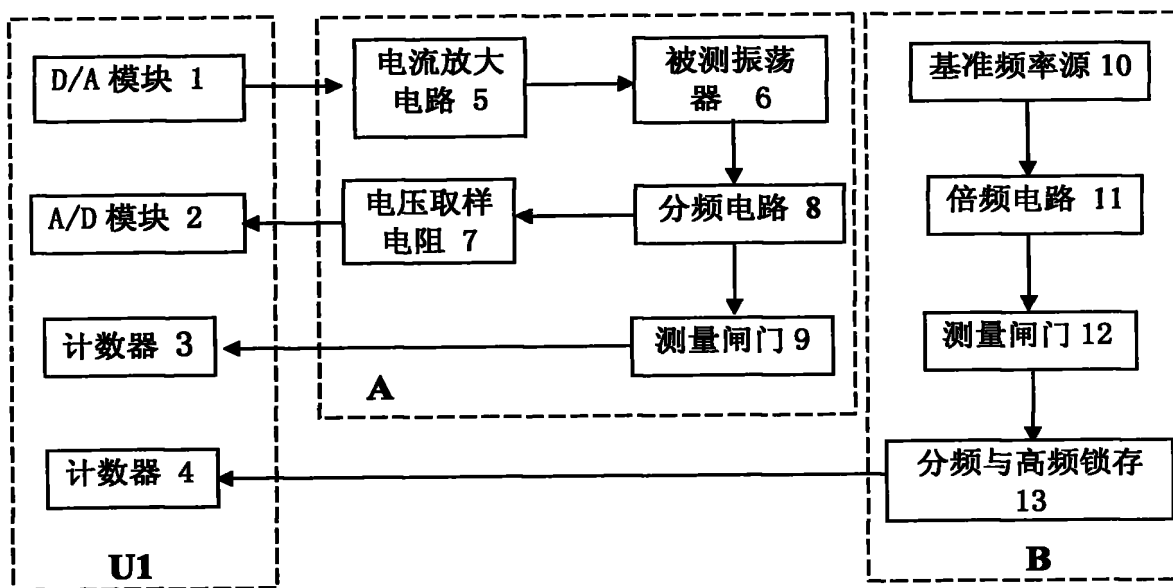 D/A 模块 1
A/D 模块 2
计数器 3
计数器 4
U1
电流放大
电路 5
被测振荡
器 6
电压取样
电阻 7
分频电路 8
测量闸门 9
A
基准频率源 10
倍频电路 11
测量闸门 12
分频与高频锁存
13
B